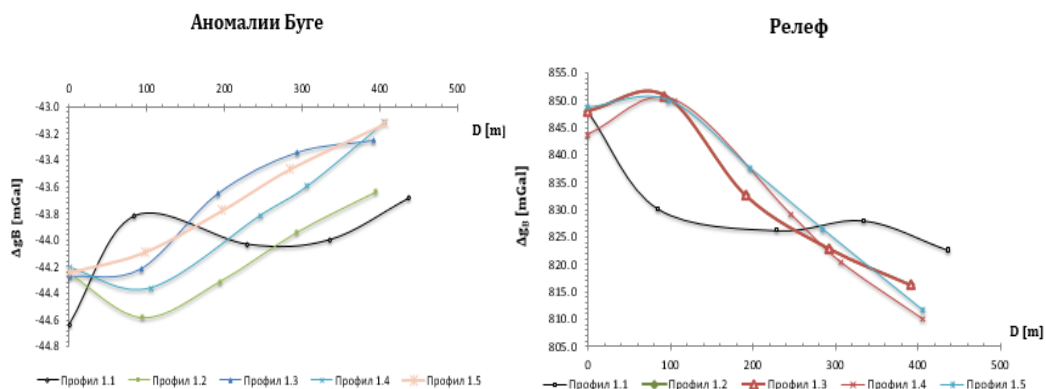 Аномалии Буге
0 100 200 300 400 500
D [m]
ΔgB [mGal]
-43.0
-43.2
-43.4
-43.6
-43.8
-44.0
-44.2
-44.4
-44.6
-44.8
Профил 1.1 Профил 1.2 Профил 1.3 Профил 1.4 Профил 1.5
Релеф
ΔgB [mGal]
855.0
850.0
845.0
840.0
835.0
830.0
825.0
820.0
815.0
810.0
805.0
D [m]
0 100 200 300 400 500
Профил 1.1 Профил 1.2 Профил 1.3 Профил 1.4 Профил 1.5